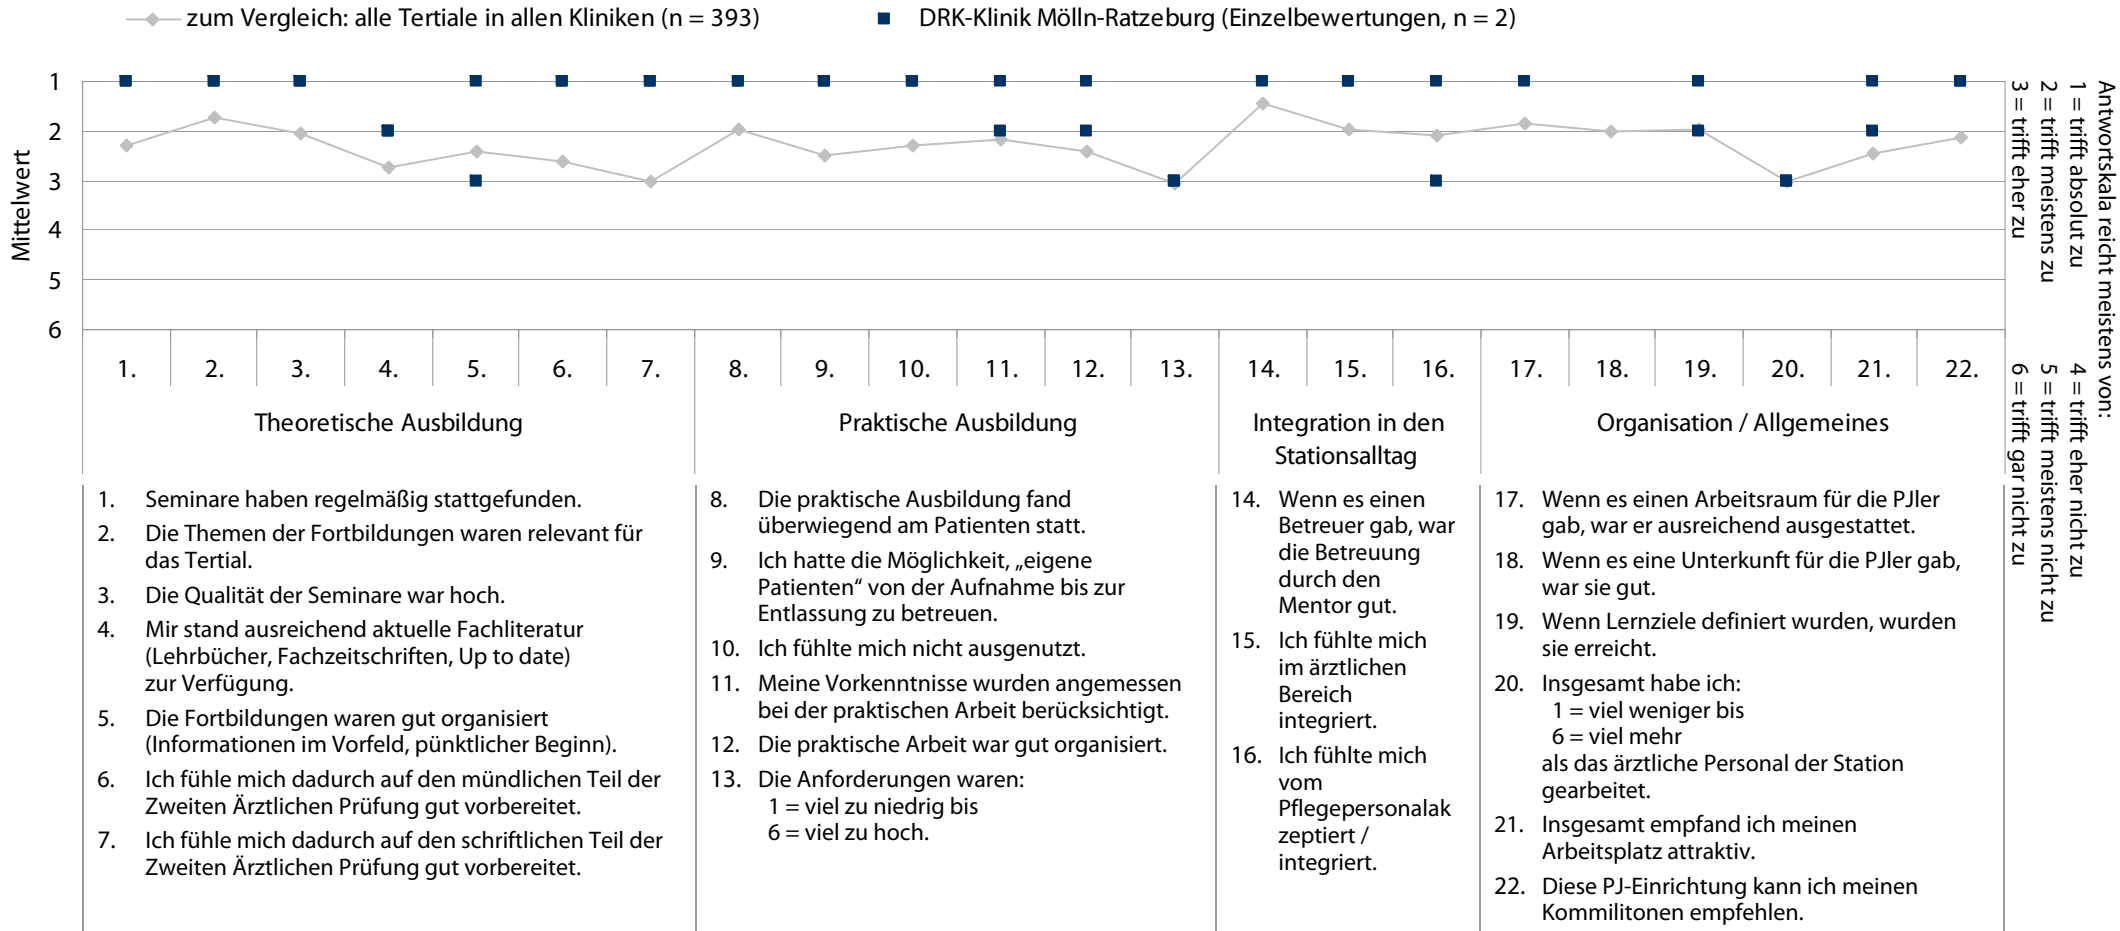 zum Vergleich: alle Tertiale in allen Kliniken (n = 393)
DRK-Klinik Mölln-Ratzeburg (Einzelbewertungen, n = 2)
Mittelwert
1
2
3
4
5
6
1. 2. 3. 4. 5. 6. 7. 8. 9. 10. 11. 12. 13. 14. 15. 16. 17. 18. 19. 20. 21. 22.
Theoretische Ausbildung
Praktische Ausbildung
Integration in den
Stationsalltag
Organisation / Allgemeines
1. Seminare haben regelmäßig stattgefunden.
2. Die Themen der Fortbildungen waren relevant für
das Tertial.
3. Die Qualität der Seminare war hoch.
4. Mir stand ausreichend aktuelle Fachliteratur
(Lehrbücher, Fachzeitschriften, Up to date)
zur Verfügung.
5. Die Fortbildungen waren gut organisiert
(Informationen im Vorfeld, pünktlicher Beginn).
6. Ich fühle mich dadurch auf den mündlichen Teil der
Zweiten Ärztlichen Prüfung gut vorbereitet.
7. Ich fühle mich dadurch auf den schriftlichen Teil der
Zweiten Ärztlichen Prüfung gut vorbereitet.
8. Die praktische Ausbildung fand
überwiegend am Patienten statt.
9. Ich hatte die Möglichkeit, „eigene
Patienten“ von der Aufnahme bis zur
Entlassung zu betreuen.
10. Ich fühlte mich nicht ausgenutzt.
11. Meine Vorkenntnisse wurden angemessen
bei der praktischen Arbeit berücksichtigt.
12. Die praktische Arbeit war gut organisiert.
13. Die Anforderungen waren:
1 = viel zu niedrig bis
6 = viel zu hoch.
14. Wenn es einen
Betreuer gab, war
die Betreuung
durch den
Mentor gut.
15. Ich fühlte mich
im ärztlichen
Bereich
integriert.
16. Ich fühlte mich
vom
Pflegepersonalak
zeptiert /
integriert.
17. Wenn es einen Arbeitsraum für die PJler
gab, war er ausreichend ausgestattet.
18. Wenn es eine Unterkunft für die PJler gab,
war sie gut.
19. Wenn Lernziele definiert wurden, wurden
sie erreicht.
20. Insgesamt habe ich:
1 = viel weniger bis
6 = viel mehr
als das ärztliche Personal der Station
gearbeitet.
21. Insgesamt empfand ich meinen
Arbeitsplatz attraktiv.
22. Diese PJ-Einrichtung kann ich meinen
Kommilitonen empfehlen.
Antwortskala reicht meistens von:
1 = trifft absolut zu
2 = trifft meistens zu
3 = trifft eher zu
4 = trifft eher nicht zu
5 = trifft meistens nicht zu
6 = trifft gar nicht zu